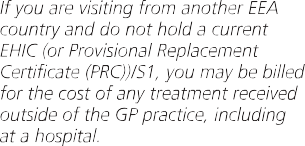 If you are visiting from another EEA
country and do not hold a current
EHIC (or Provisional Replacement
Certificate (PRC))/S1, you may be billed
for the cost of any treatment received
outside of the GP practice, including
at a hospital.